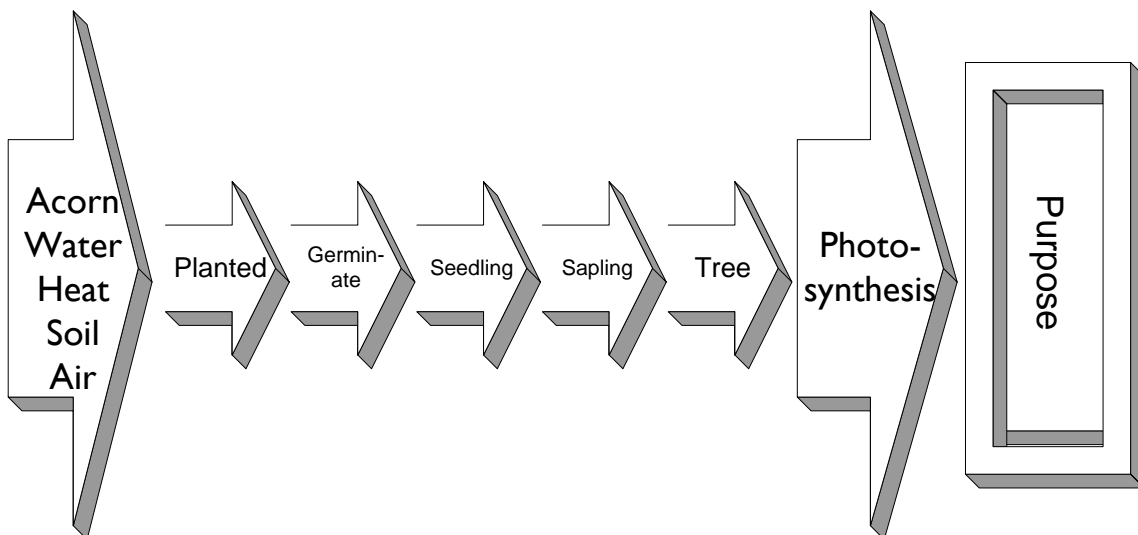 Acorn
Water
Heat
Soil
Air
Planted
Germin-
ate
Seedling
Sapling
Tree
Photo-
synthesis
Purpose